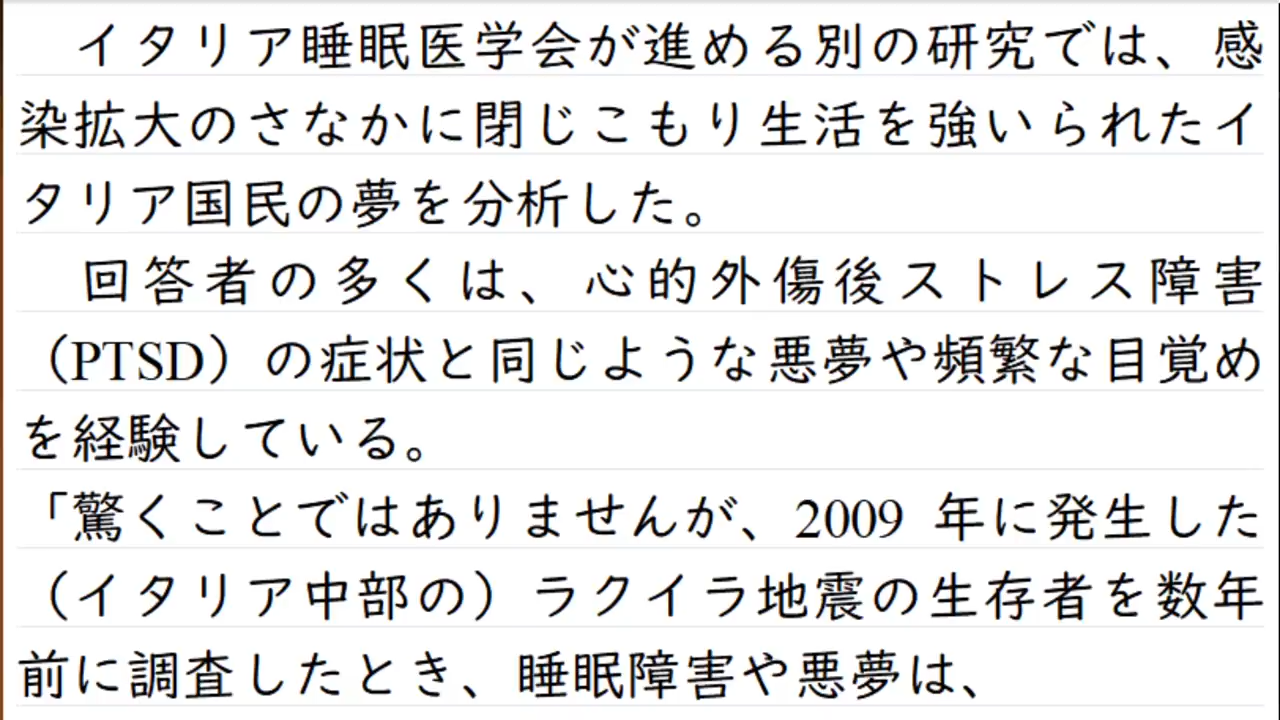 イタリア睡眠医学会が進める別の研究では、感
染拡大のさなかに閉じこもり生活を強いられたイ
タリア国民の夢を分析した。
回答者の多くは、心的外傷後ストレス障害
（PTSD）の症状と同じような悪夢や頻繁な目覚め
を経験している。
「驚くことではありませんが、2009 年に発生した
（イタリア中部の）ラクイラ地震の生存者を数年
前に調査したとき、睡眠障害や悪夢は、